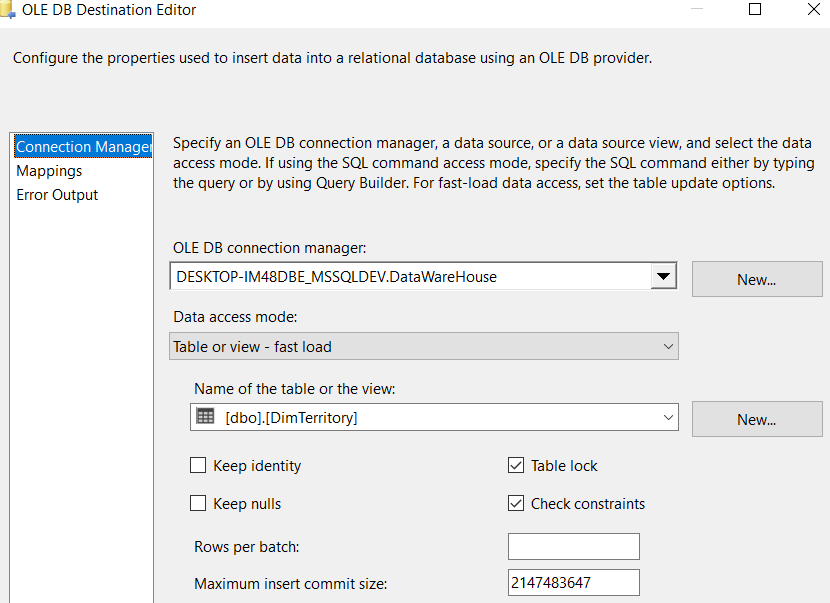 OLE DB Destination Editor
Configure the properties used to insert data into a relational database using an OLE DB provider.
Connection Manager
Mappings
Error Output
Specify an OLE DB connection manager, a data source, or a data source view, and select the data
access mode. If using the SQL command access mode, specify the SQL command either by typing
the query or by using Query Builder. For fast-load data access, set the table update options.
OLE DB connection manager:
DESKTOP-IM48DBE_MSSQLDEV.DataWareHouse
New...
Data access mode:
Table or view - fast load
Name of the table or the view:
[dbo].[DimTerritory]
New...
Keep identity
Table lock
Keep nulls
Check constraints
Rows per batch:
Maximum insert commit size:
2147483647